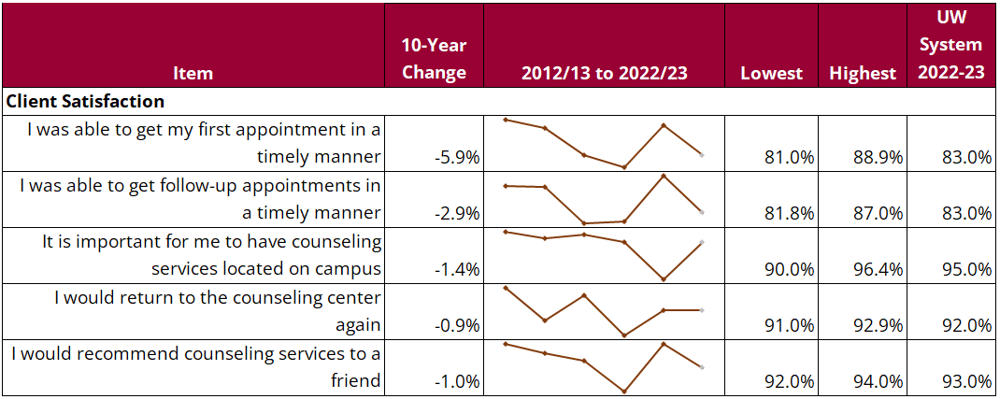 UW
10-Year System
Item Change 2012/13 to 2022/23 Lowest Highest 2022-23
Client Satisfaction
I was able to get my first appointment in a
timely manner -5.9% 81.0% 88.9% 83.0%
I was able to get follow-up appointments in
a timely manner -2.9% 81.8% 87.0% 83.0%
It is important for me to have counseling
services located on campus -1.4% 90.0% 96.4% 95.0%
I would return to the counseling center
again -0.9% 91.0% 92.9% 92.0%
I would recommend counseling services to a
friend -1.0% 92.0% 94.0% 93.0%